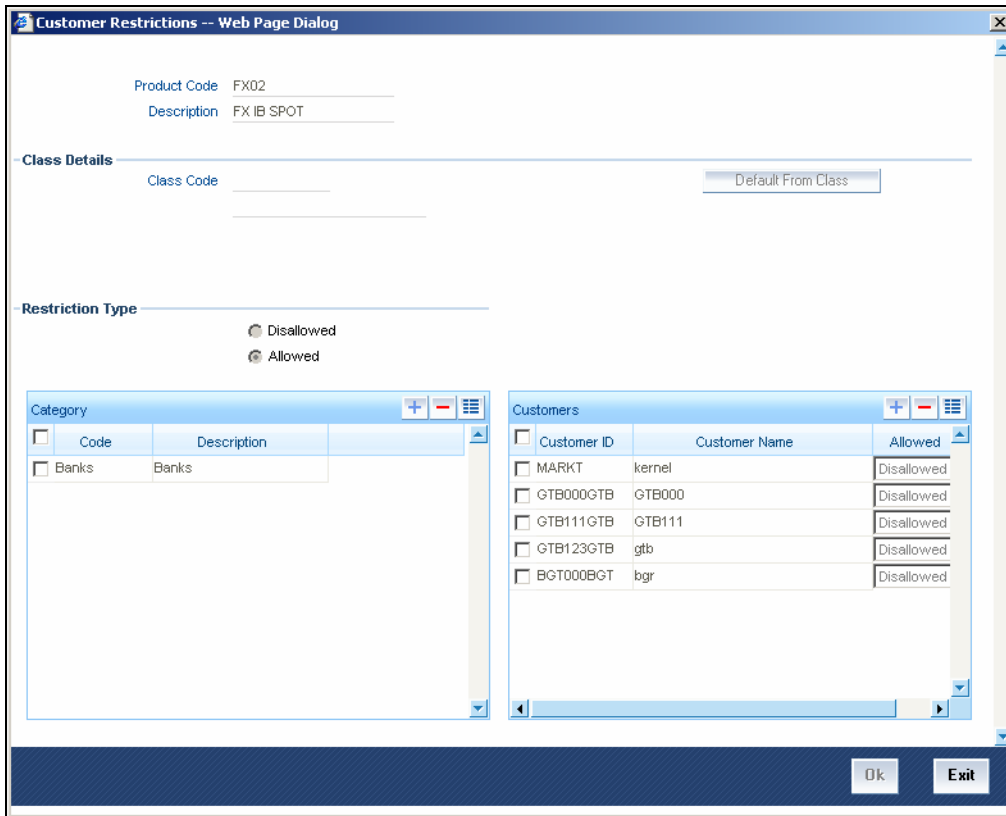 Customer Restrictions -- Web Page Dialog
Product Code FX02
Description FX IB SPOT
Class Details
Class Code
Default From Class
Restriction Type
Disallowed
Allowed
Category
Code Description
Banks Banks
Customers
Customer ID Customer Name Allowed
MARKT kernel Disallowed
GTB000GTB GTB000 Disallowed
GTB111GTB GTB111 Disallowed
GTB123GTB gtb Disallowed
BGT000BGT bgr Disallowed
Ok Exit